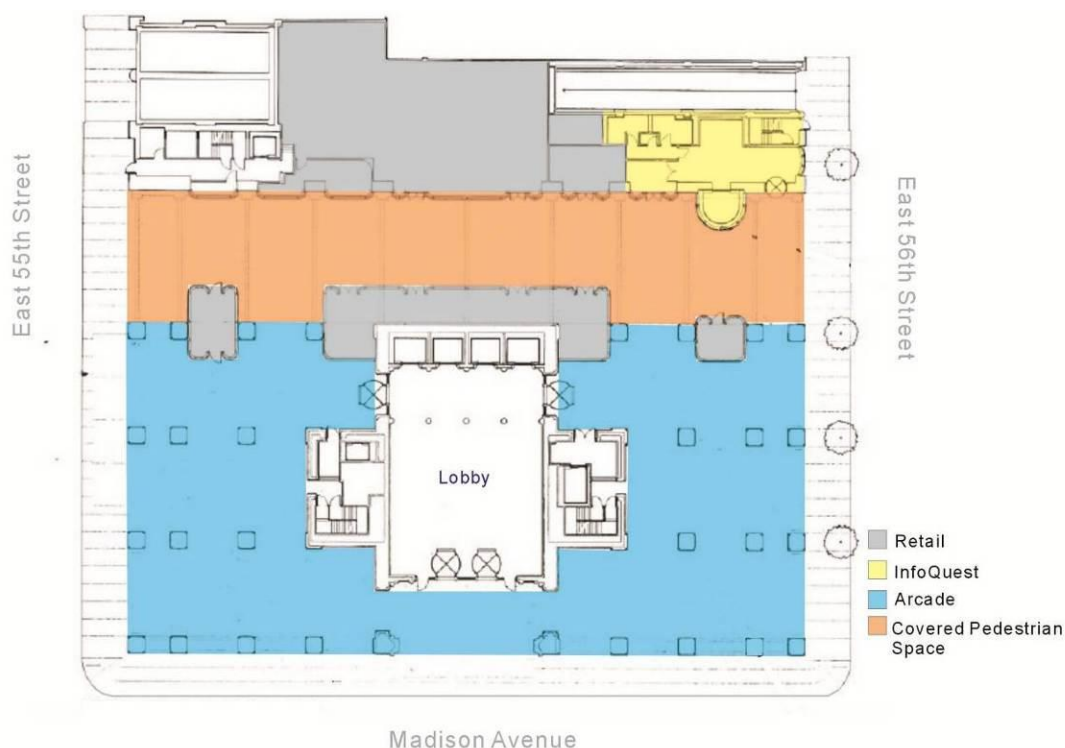 East 55th Street
East 56th Street
Lobby
Retail
InfoQuest
Arcade
Covered Pedestrian
Space
Madison Avenue